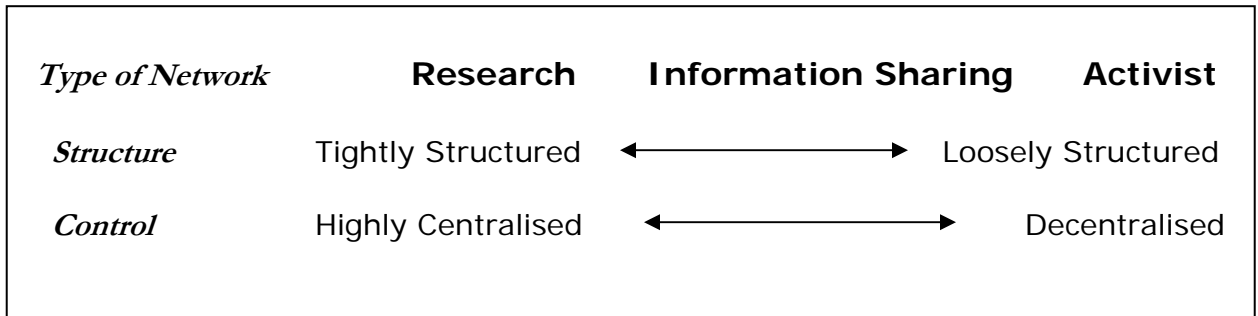 Type of Network Research Information Sharing Activist
Structure Tightly Structured Loosely Structured
Control Highly Centralised Decentralised